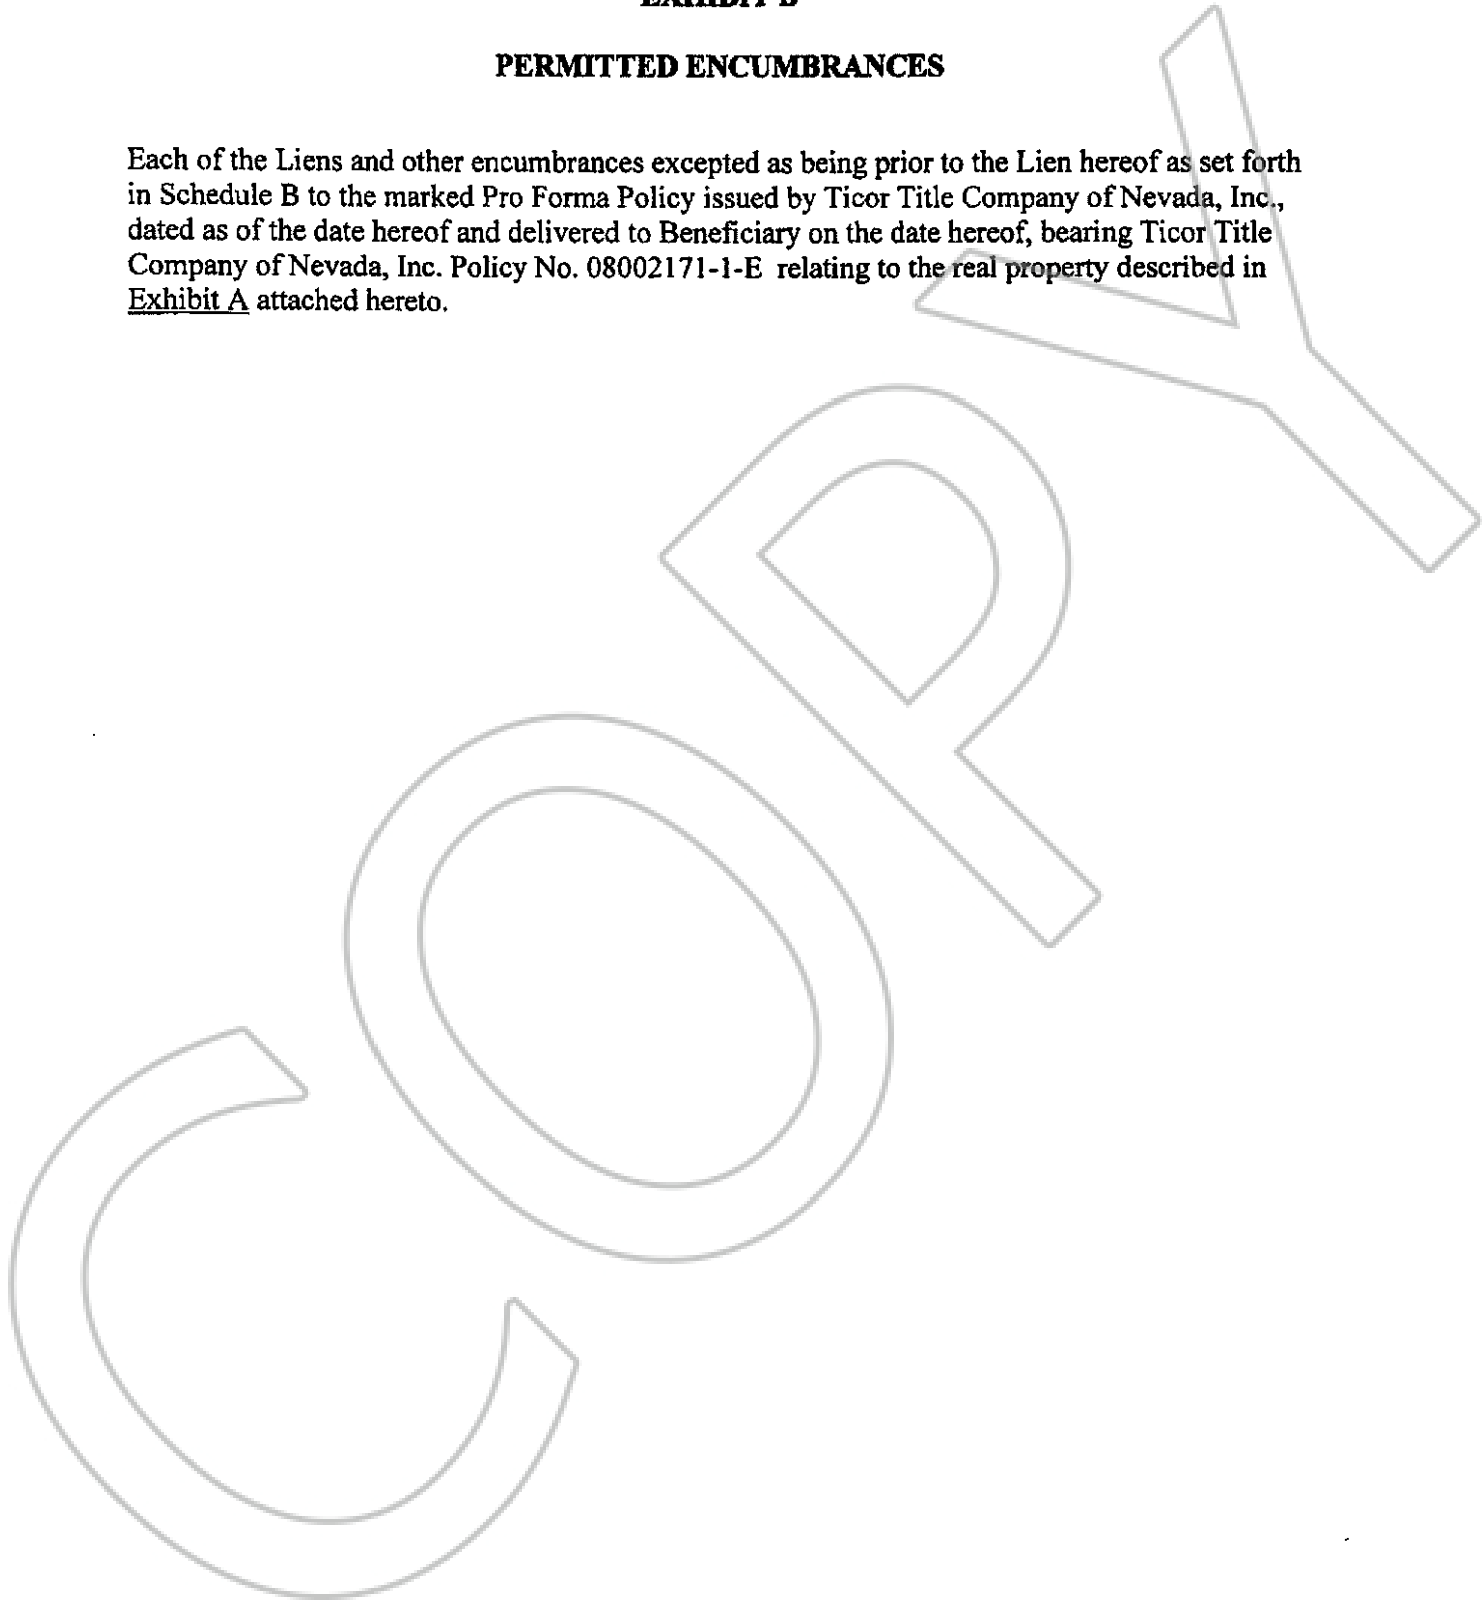 EXHIBIT B
PERMITTED ENCUMBRANCES
Each of the Liens and other encumbrances excepted as being prior to the Lien hereof as set forth
in Schedule B to the marked Pro Forma Policy issued by Ticor Title Company of Nevada, Inc.,
dated as of the date hereof and delivered to Beneficiary on the date hereof, bearing Ticor Title
Company of Nevada, Inc. Policy No. 08002171-1-E relating to the real property described in
Exhibit A attached hereto.
COPY